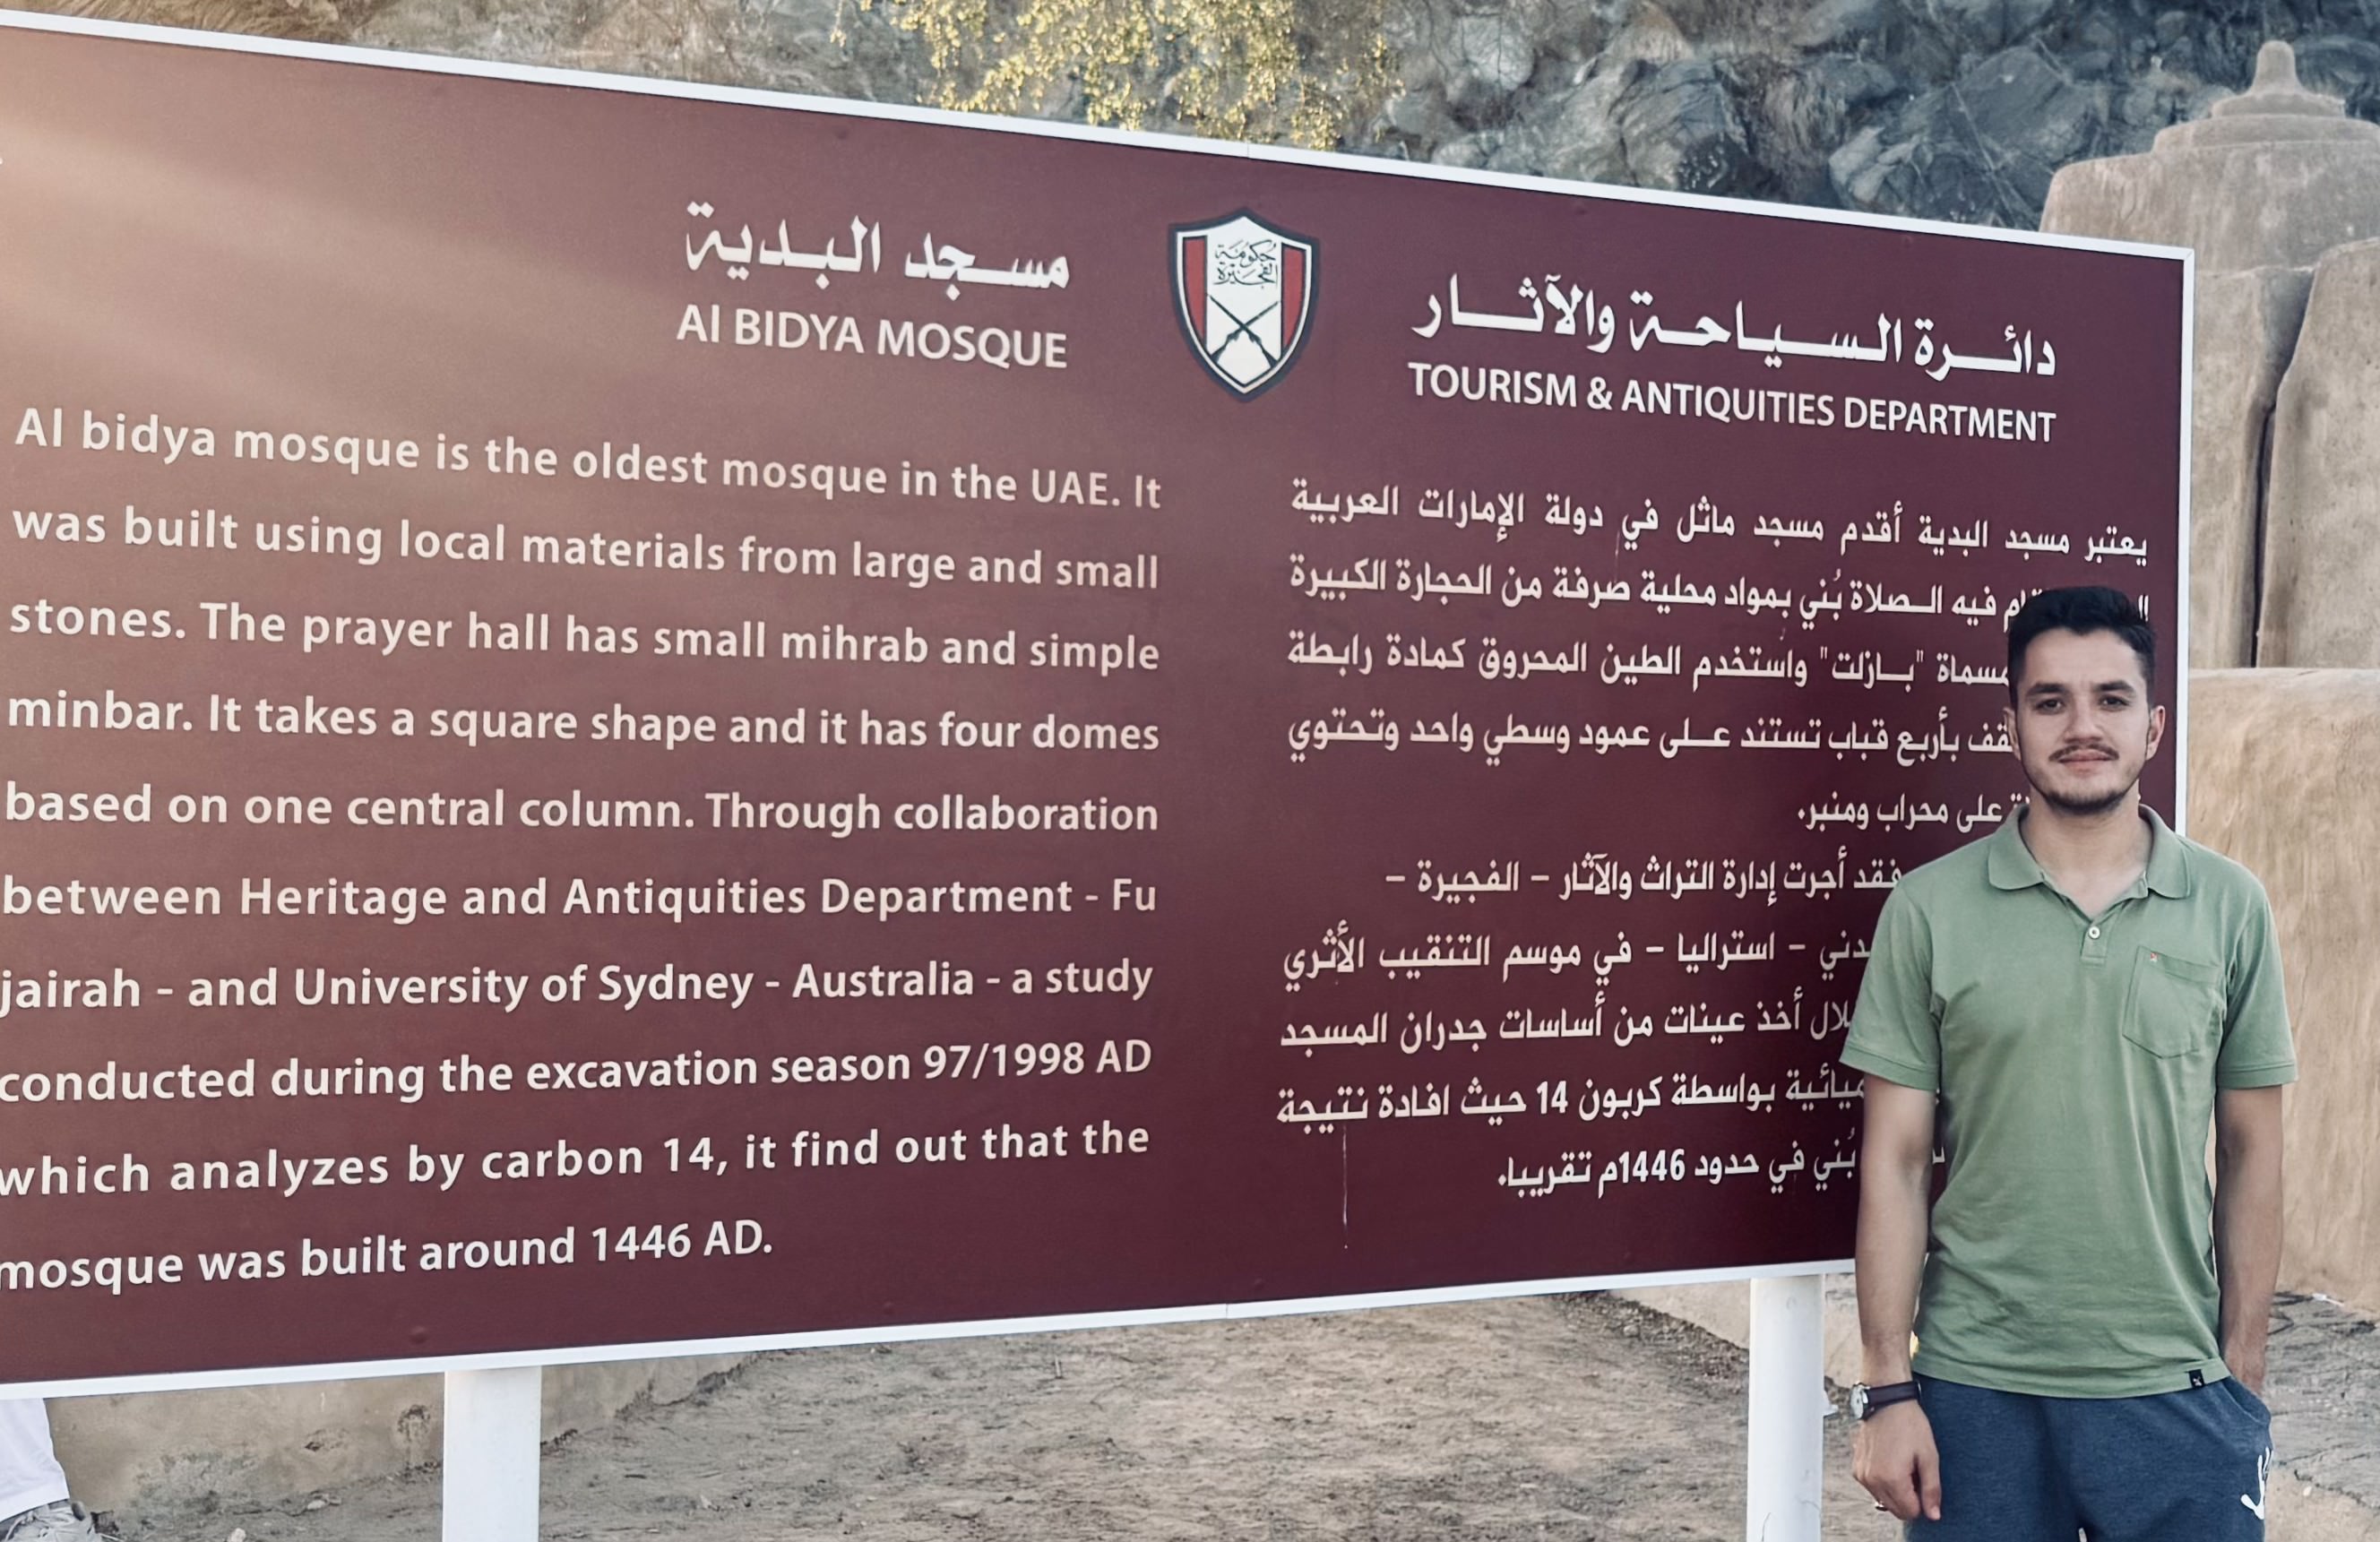 مسجد البدية
Al BIDYA MOSQUE
Al bidya mosque is the oldest mosque in the UAE. It
was built using local materials from large and small
stones. The prayer hall has small mihrab and simple
minbar. It takes a square shape and it has four domes
based on one central column. Through collaboration
between Heritage and Antiquities Department - Fu
jairah - and University of Sydney - Australia - a study
conducted during the excavation season 97/1998 AD
which analyzes by carbon 14, it find out that the
mosque was built around 1446 AD.
حكومة
الفجيرة
دائرة السياحة والآثار
TOURISM & ANTIQUITIES DEPARTMENT
يعتبر مسجد البدية أقدم مسجد ماثل في دولة الإمارات العربية
فيه الصلاة بُني بمواد محلية صرفة من الحجارة الكبيرة
"بازلت" واستخدم الطين المحروق كمادة رابطة
بأربع قباب تستند على عمود وسطي واحد وتحتوي
على محراب ومنبر.
فقد أجرت إدارة التراث والآثار – الفجيرة –
– استراليا – في موسم التنقيب الأثري
أخذ عينات من أساسات جدران المسجد
بواسطة كربون 14 حيث افادة نتيجة
بُني في حدود 1446م تقريبا.